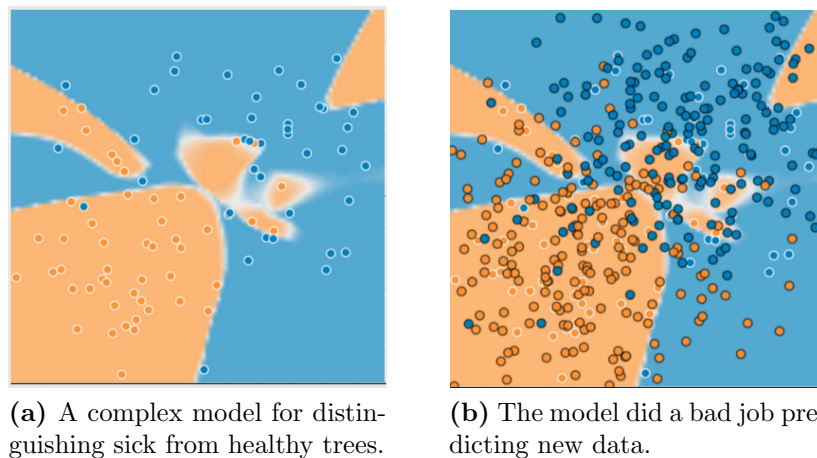 (a) A complex model for distin-
guishing sick from healthy trees.
(b) The model did a bad job pre-
dicting new data.